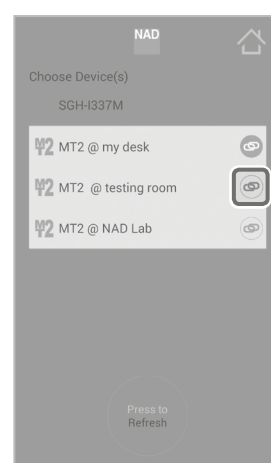 NAD
Choose Device(s)
SGH-I337M
MT2 @ my desk
MT2 @ testing room
MT2 @ NAD Lab
Press to
Refresh